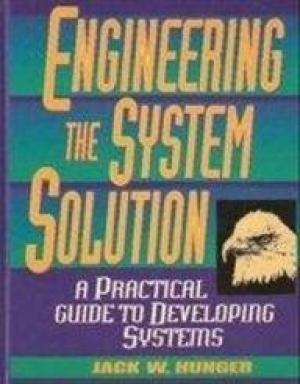 ENGINEERING
THE SYSTEM
SOLUTION
A PRACTICAL
GUIDE TO DEVELOPING
SYSTEMS
JACK W. HUNGER